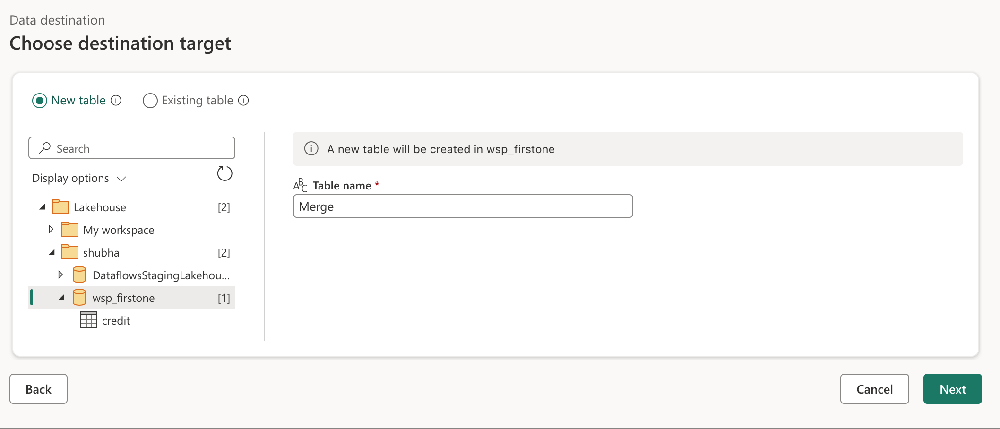 Data destination
Choose destination target
New table
Existing table
Search
Display options
Lakehouse [2]
My workspace
shubha [2]
DataflowsStagingLakehou...
wsp_firstone [1]
credit
A new table will be created in wsp_firstone
ABC Table name *
Merge
Back
Cancel
Next